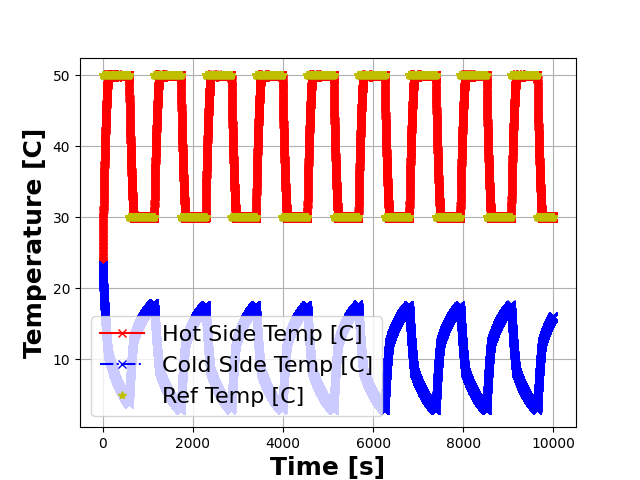 50
40
30
20
10
Temperature [C]
Hot Side Temp [C]
Cold Side Temp [C]
Ref Temp [C]
0 2000 4000 6000 8000 10000
Time [s]